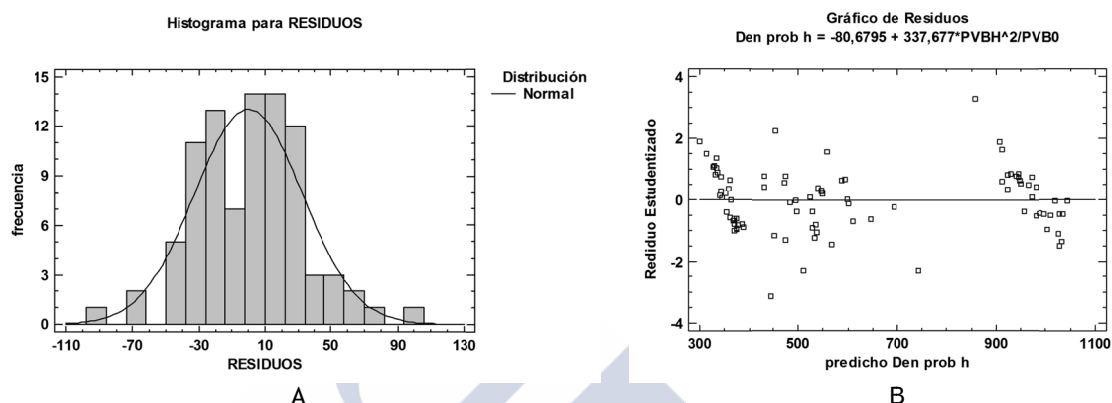 Histograma para RESIDUOS
Distribución
Normal
frecuencia
15
12
9
6
3
0
-110 -70 -30 10 50 90 130
RESIDUOS
A
Gráfico de Residuos
Den prob h = -80,6795 + 337,677*PVBH^2/PVB0
Rediduo Estudentizado
4
2
0
-2
-4
300 500 700 900 1100
predicho Den prob h
B